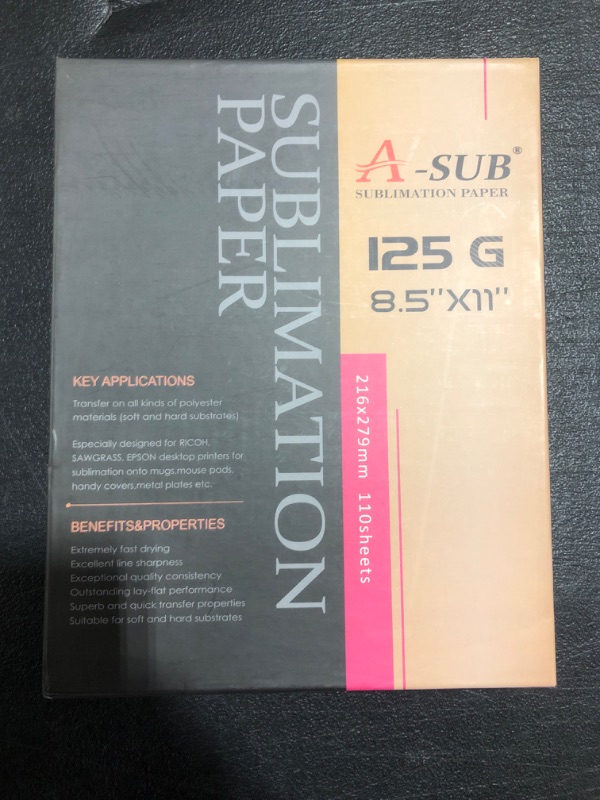 SUBLIMATION
PAPER
A-SUB®
SUBLIMATION PAPER
125 G
8.5"X11"
216x279mm 110sheets
KEY APPLICATIONS
Transfer on all kinds of polyester
materials (soft and hard substrates)
Especially designed for RICOH,
SAWGRASS, EPSON desktop printers for
sublimation onto mugs,mouse pads,
handy covers,metal plates etc.
BENEFITS&PROPERTIES
Extremely fast drying
Excellent line sharpness
Exceptional quality consistency
Outstanding lay-flat performance
Superb and quick transfer properties
Suitable for soft and hard substrates